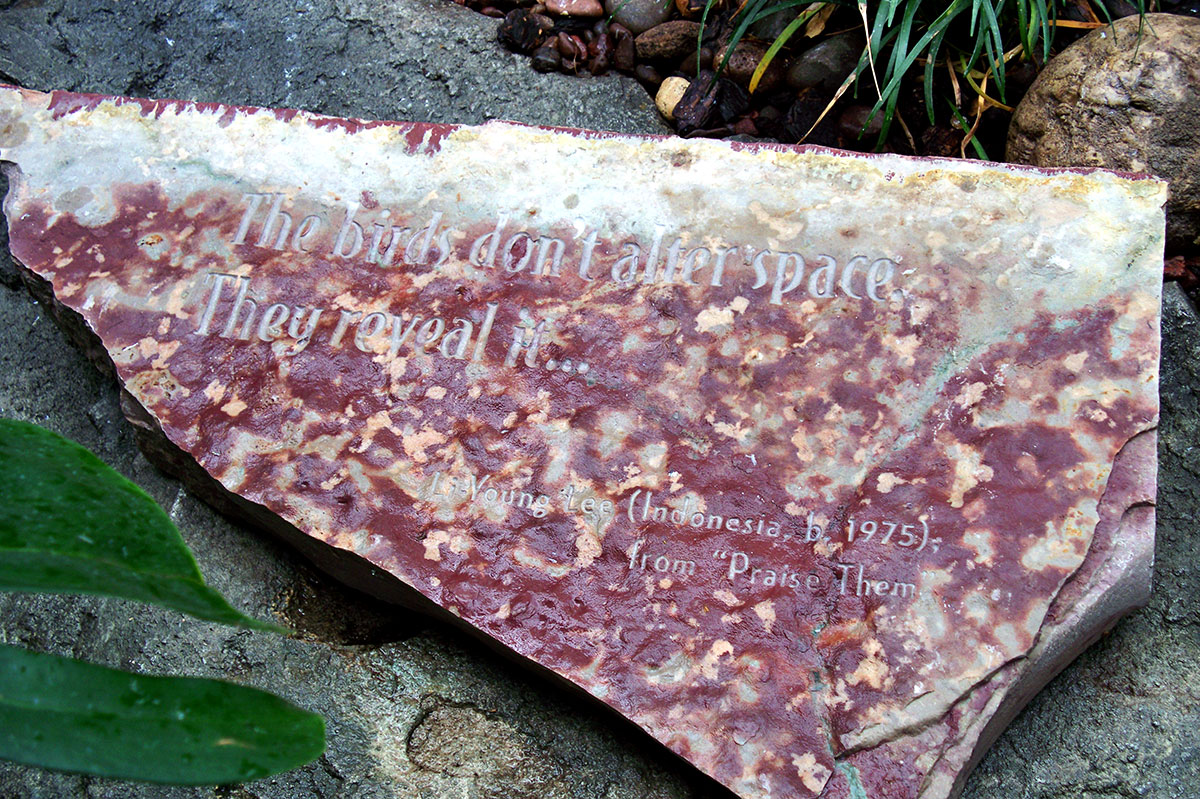 The birds don't alter space.
They reveal it...
Li-Young Lee (Indonesia, b. 1975),
from "Praise Them"